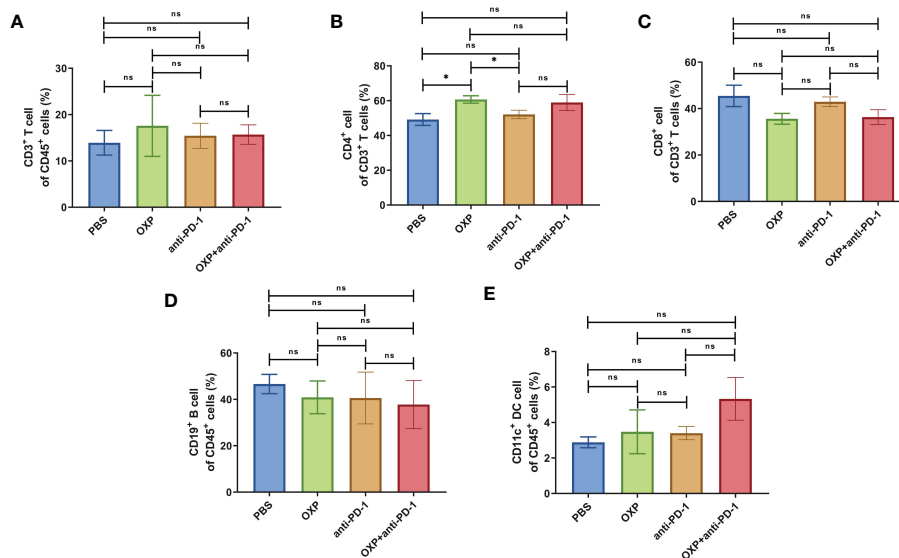 A
ns
ns
ns
ns
ns
ns
CD3+ T cell
of CD45+ cells (%)
30
20
10
0
PBS
OXP
anti-PD-1
OXP+anti-PD-1
B
ns
ns
ns
*
*
ns
CD4+ cell
of CD3+ T cells (%)
80
60
40
20
0
PBS
OXP
anti-PD-1
OXP+anti-PD-1
C
ns
ns
ns
ns
ns
ns
CD8+ cell
of CD3+ T cells (%)
60
40
20
0
PBS
OXP
anti-PD-1
OXP+anti-PD-1
D
ns
ns
ns
ns
ns
ns
CD19+ B cell
of CD45+ cells (%)
60
40
20
0
PBS
OXP
anti-PD-1
OXP+anti-PD-1
E
ns
ns
ns
ns
ns
ns
CD11c+ DC cell
of CD45+ cells (%)
8
6
4
2
0
PBS
OXP
anti-PD-1
OXP+anti-PD-1